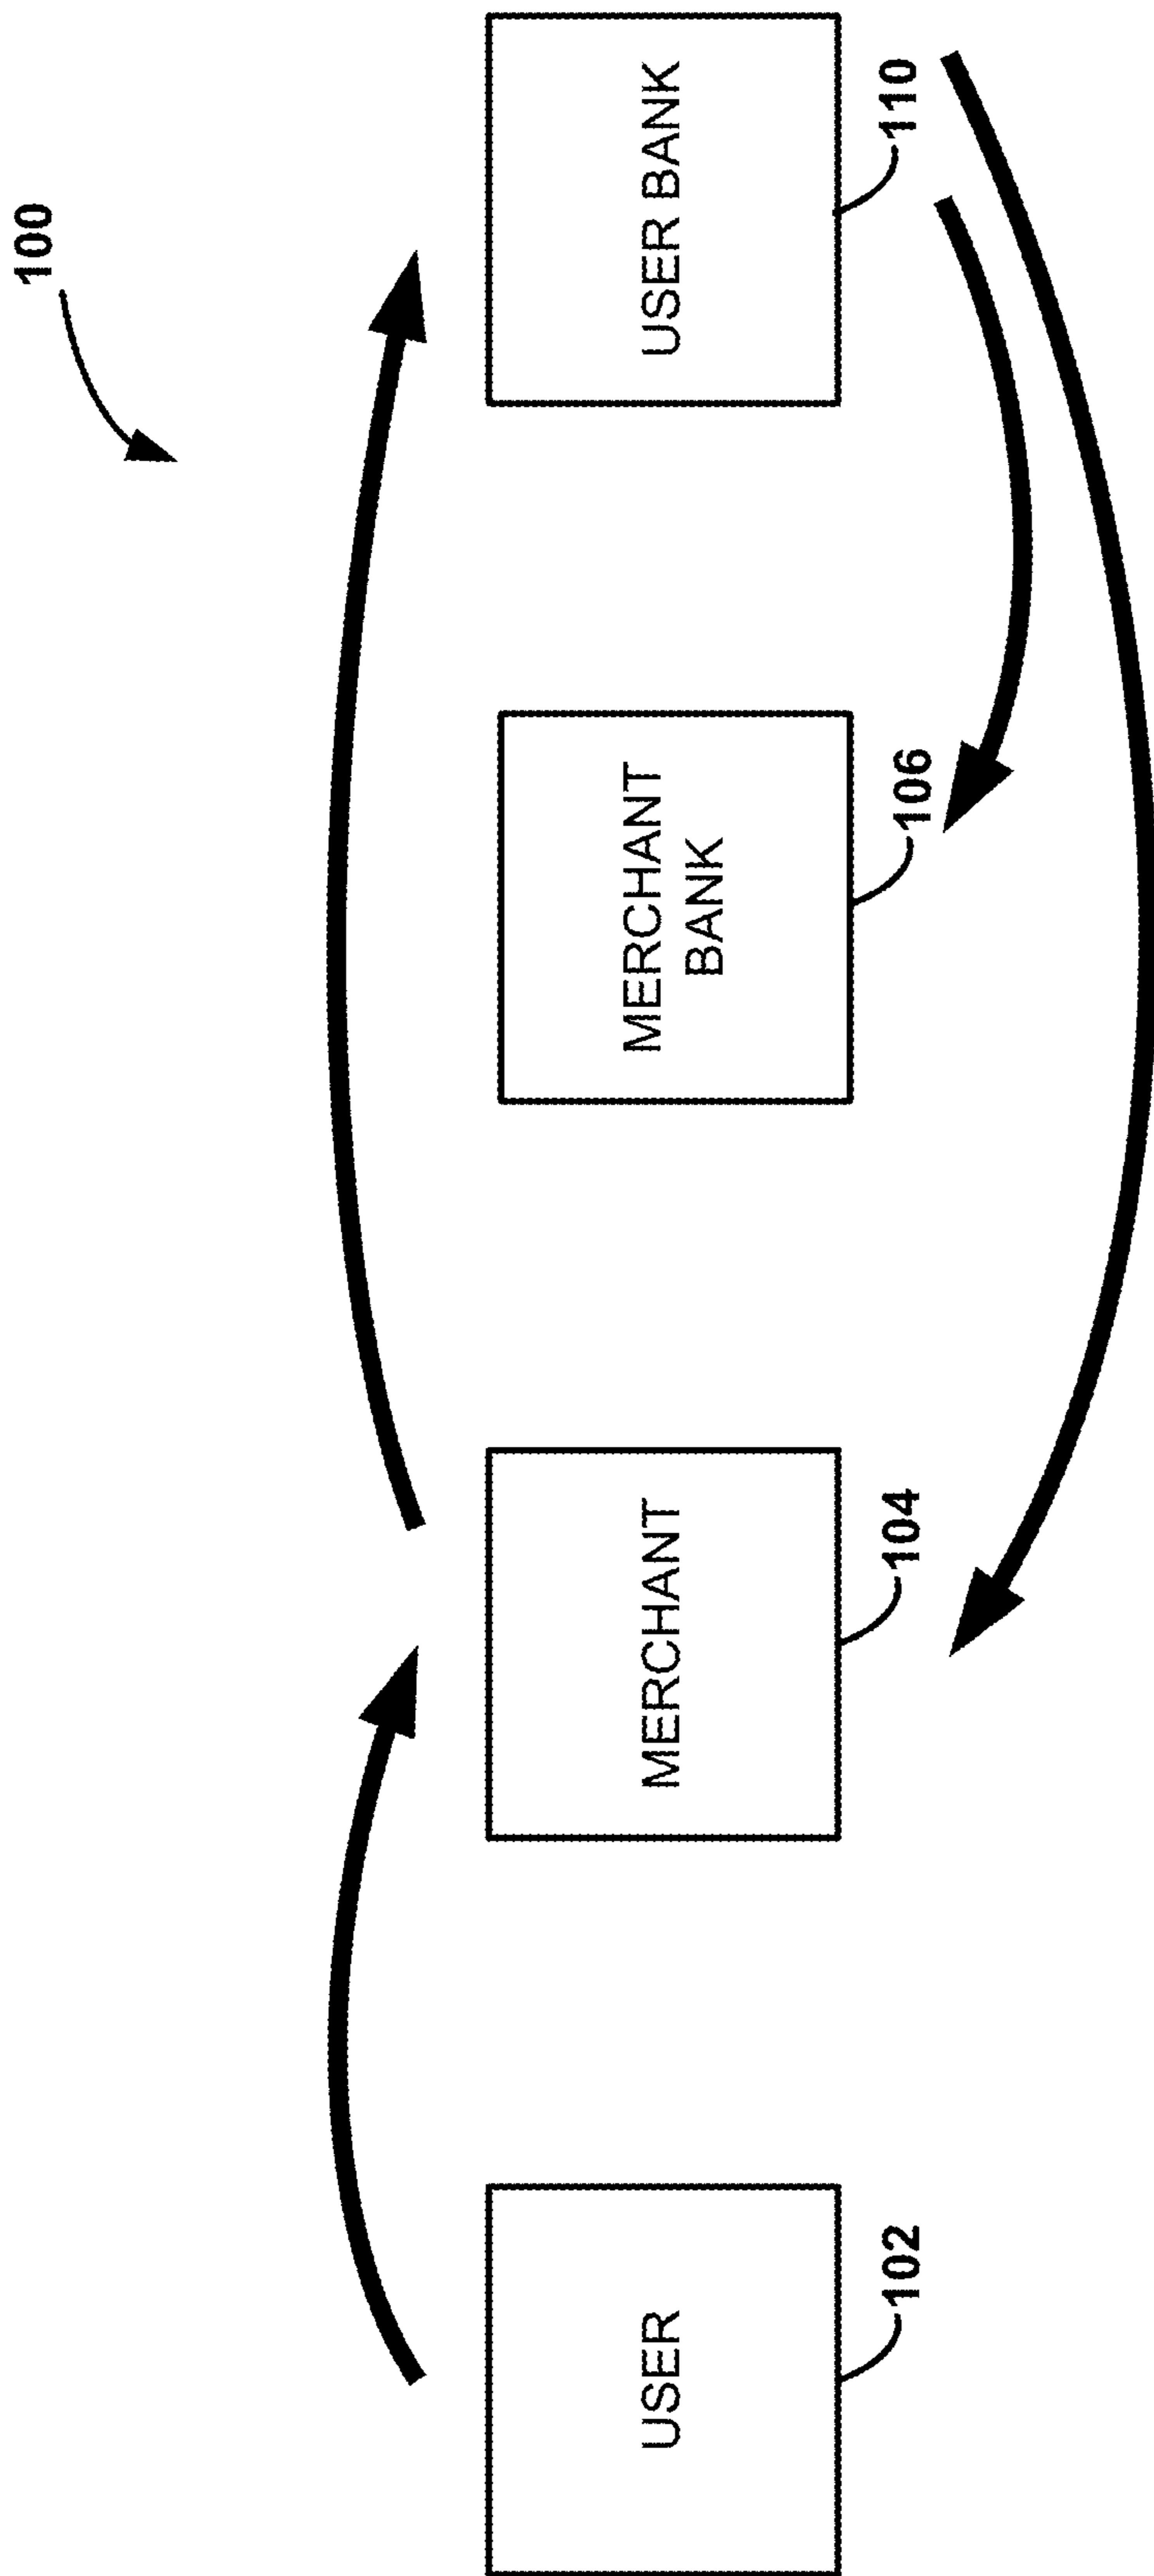 100
USER
MERCHANT
MERCHANT
BANK
USER BANK
102
104
106
110